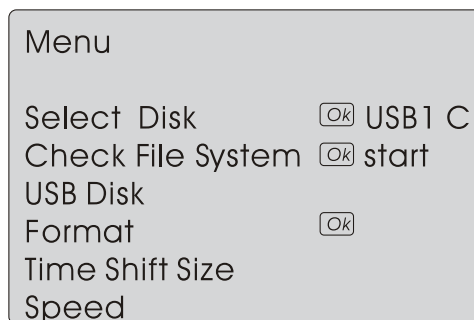 Menu
Select Disk Ok USB1 C
Check File System Ok start
USB Disk
Format Ok
Time Shift Size
Speed